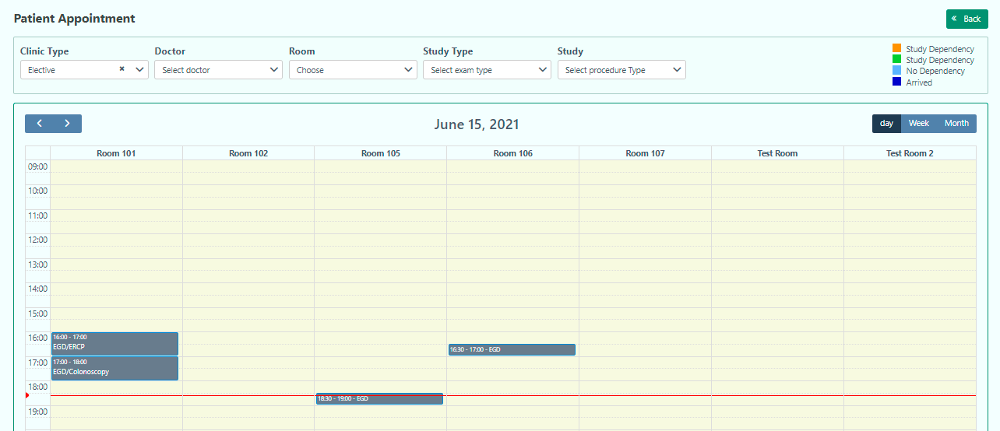 Patient Appointment
Back
Clinic Type
Doctor
Room
Study Type
Study
Elective
Select doctor
Choose
Select exam type
Select procedure Type
Study Dependency
Study Dependency
No Dependency
Arrived
June 15, 2021
day Week Month
Room 101 Room 102 Room 105 Room 106 Room 107 Test Room Test Room 2
09:00
10:00
11:00
12:00
13:00
14:00
15:00
16:00
17:00
18:00
19:00
16:00 - 17:00
EGD/ERCP
17:00 - 18:00
EGD/Colonoscopy
18:30 - 19:00 - EGD
16:30 - 17:00 - EGD